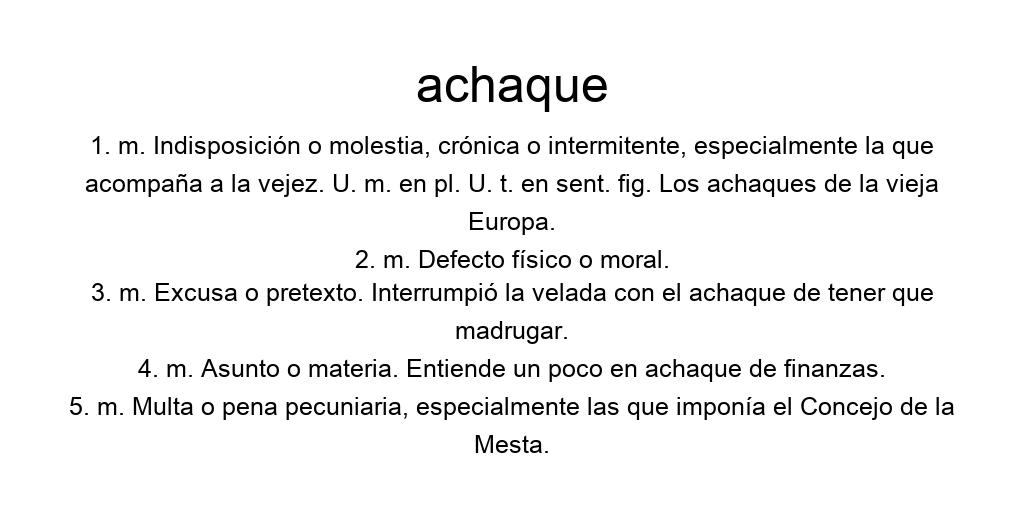 achaque
1. m. Indisposición o molestia, crónica o intermitente, especialmente la que
acompaña a la vejez. U. m. en pl. U. t. en sent. fig. Los achaques de la vieja
Europa.
2. m. Defecto físico o moral.
3. m. Excusa o pretexto. Interrumpió la velada con el achaque de tener que
madrugar.
4. m. Asunto o materia. Entiende un poco en achaque de finanzas.
5. m. Multa o pena pecuniaria, especialmente las que imponía el Concejo de la
Mesta.